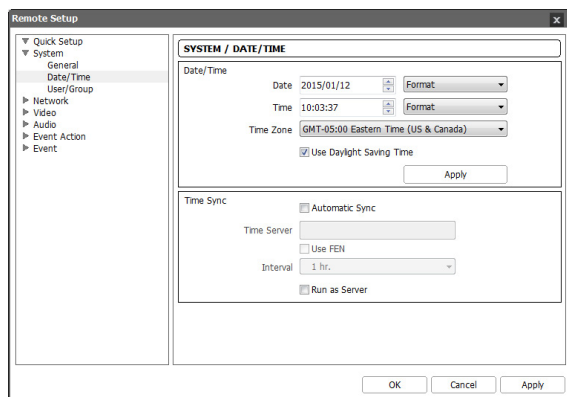 Remote Setup
x
Quick Setup
System
General
Date/Time
User/Group
Network
Video
Audio
Event Action
Event
SYSTEM / DATE/TIME
Date/Time
Date 2015/01/12 Format
Time 10:03:37 Format
Time Zone GMT-05:00 Eastern Time (US & Canada)
Use Daylight Saving Time
Apply
Time Sync
Automatic Sync
Time Server
Use FEN
Interval 1 hr.
Run as Server
OK Cancel Apply